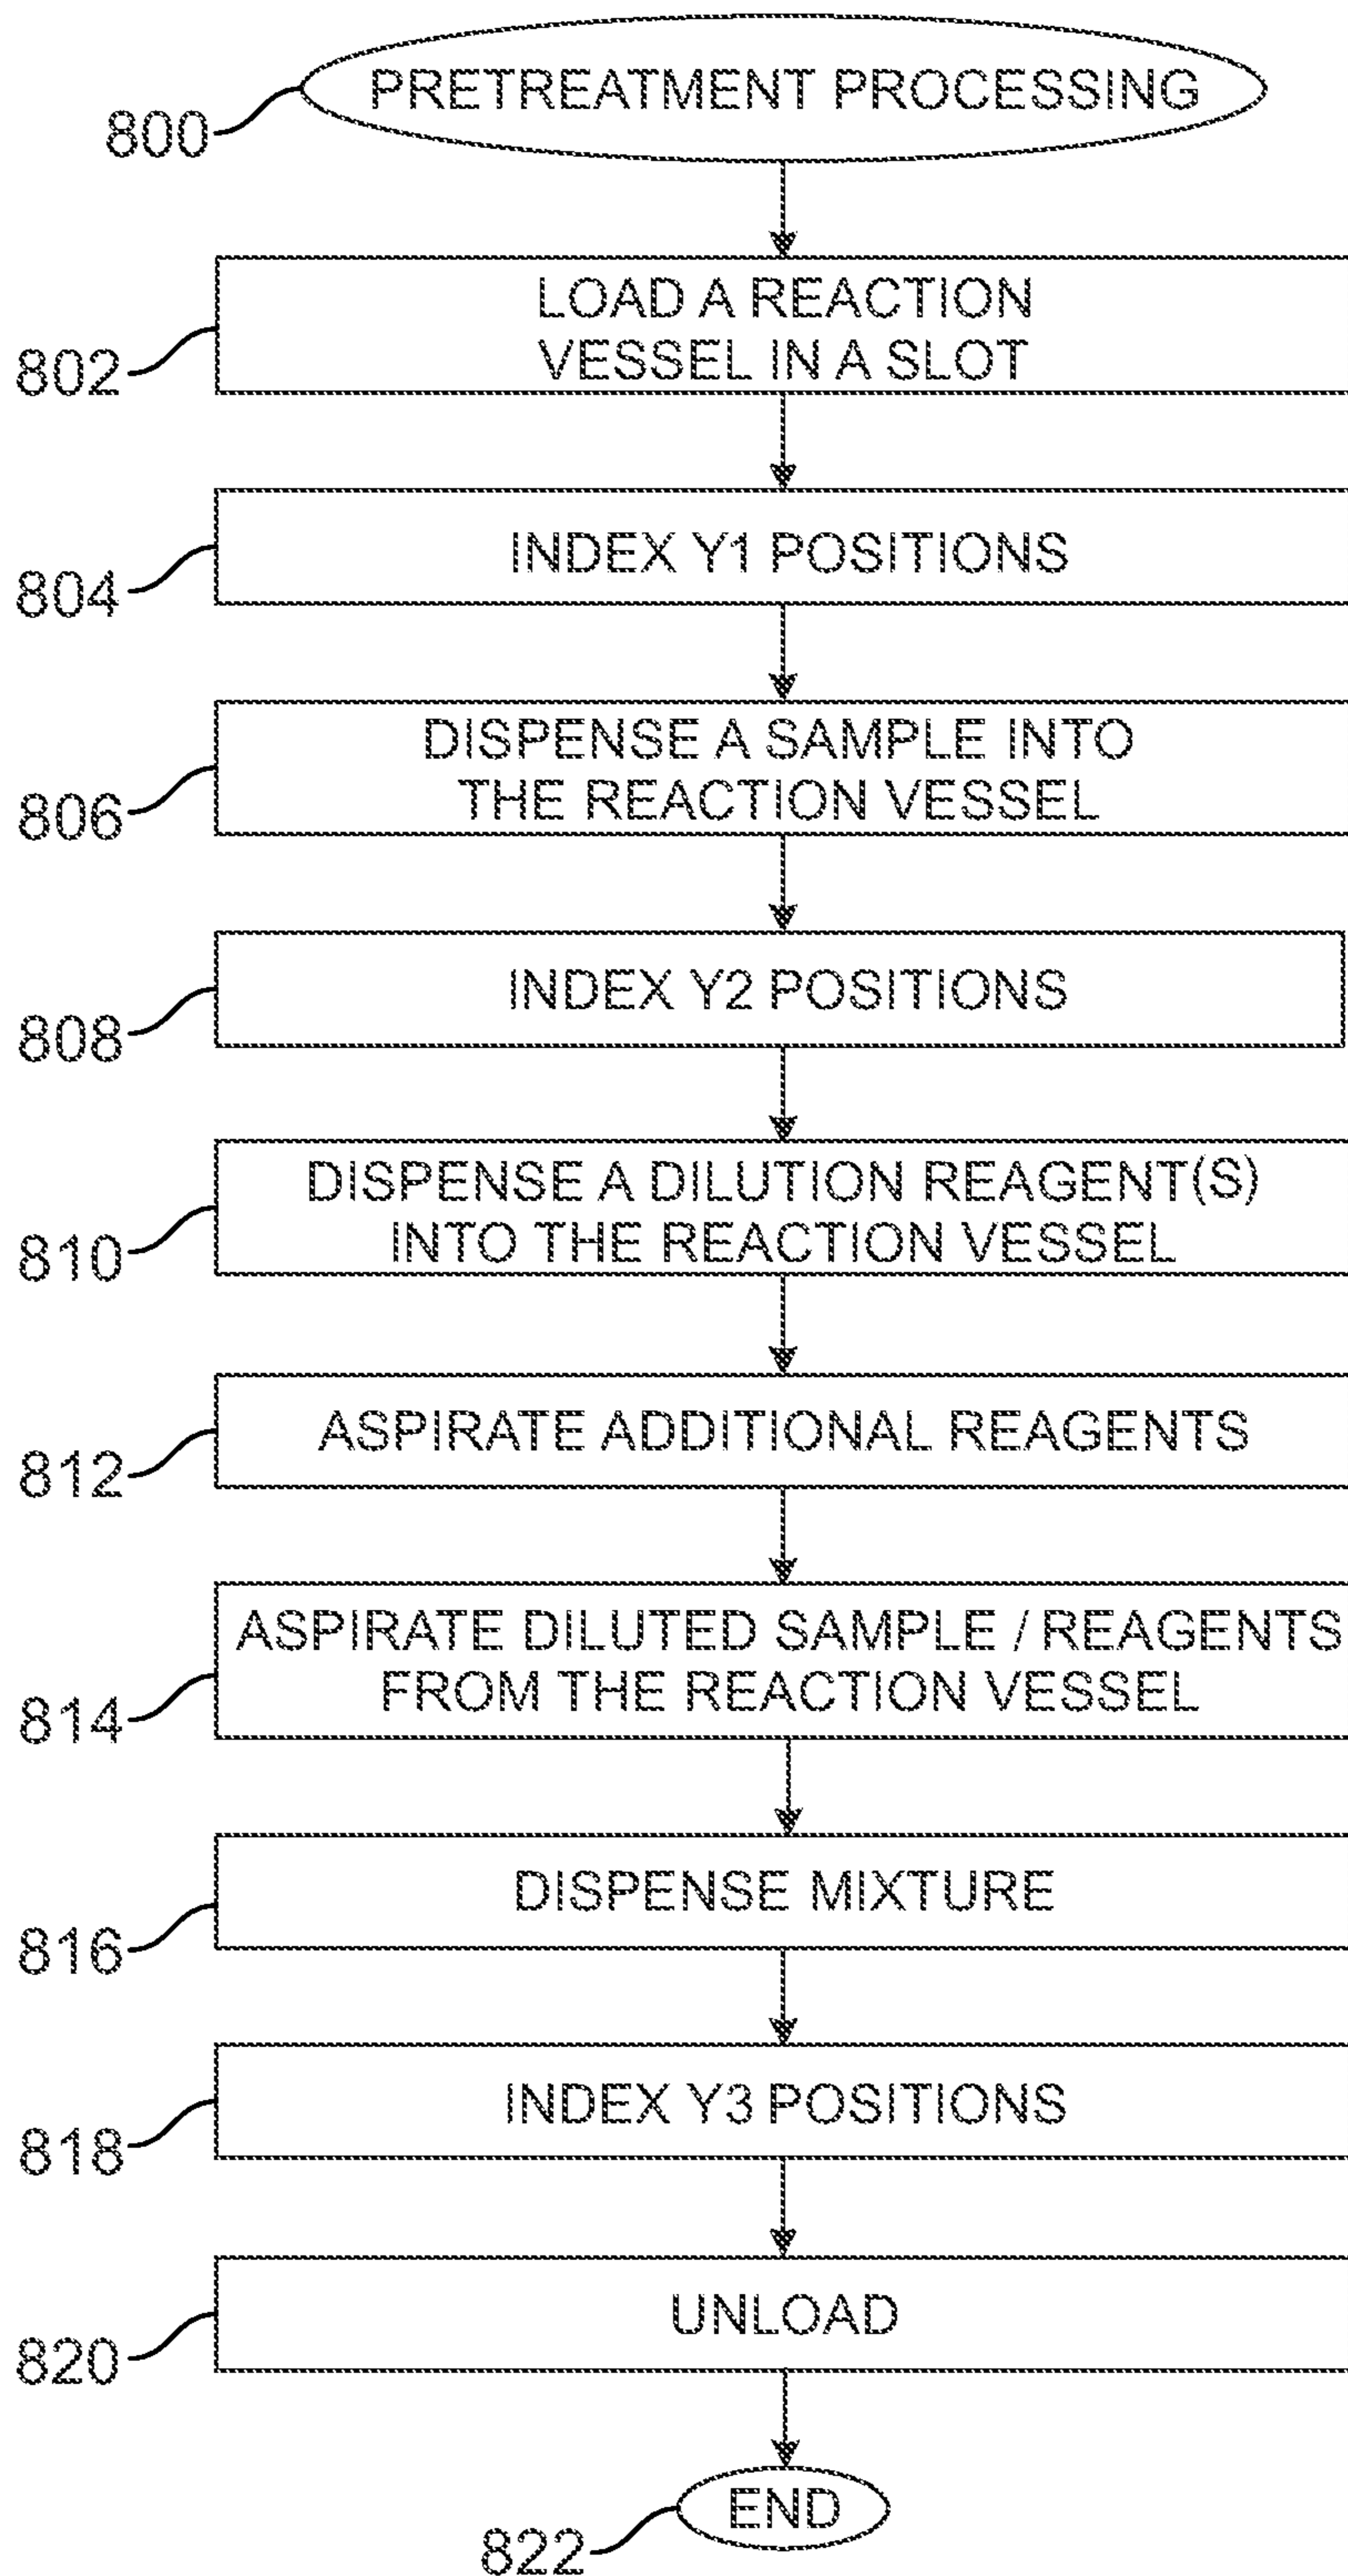 PRETREATMENT PROCESSING
800
LOAD A REACTION
VESSEL IN A SLOT
802
INDEX Y1 POSITIONS
804
DISPENSE A SAMPLE INTO
THE REACTION VESSEL
806
INDEX Y2 POSITIONS
808
DISPENSE A DILUTION REAGENT(S)
INTO THE REACTION VESSEL
810
ASPIRATE ADDITIONAL REAGENTS
812
ASPIRATE DILUTED SAMPLE / REAGENTS
FROM THE REACTION VESSEL
814
DISPENSE MIXTURE
816
INDEX Y3 POSITIONS
818
UNLOAD
820
END
822